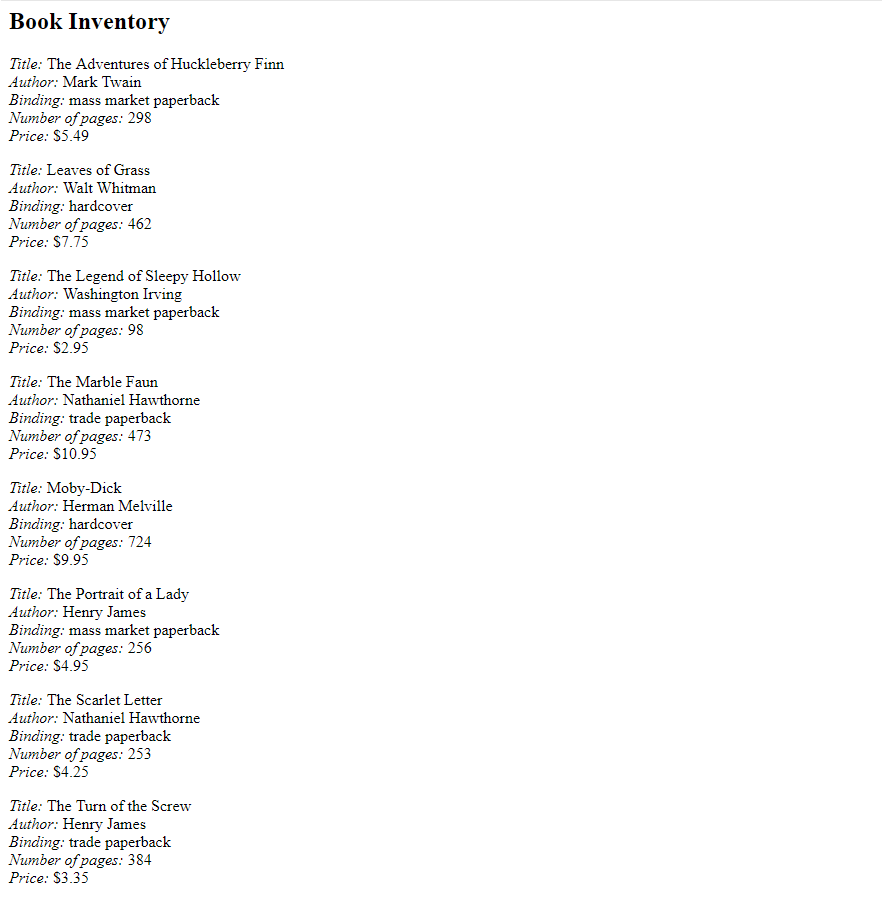 Book Inventory
Title: The Adventures of Huckleberry Finn
Author: Mark Twain
Binding: mass market paperback
Number of pages: 298
Price: $5.49
Title: Leaves of Grass
Author: Walt Whitman
Binding: hardcover
Number of pages: 462
Price: $7.75
Title: The Legend of Sleepy Hollow
Author: Washington Irving
Binding: mass market paperback
Number of pages: 98
Price: $2.95
Title: The Marble Faun
Author: Nathaniel Hawthorne
Binding: trade paperback
Number of pages: 473
Price: $10.95
Title: Moby-Dick
Author: Herman Melville
Binding: hardcover
Number of pages: 724
Price: $9.95
Title: The Portrait of a Lady
Author: Henry James
Binding: mass market paperback
Number of pages: 256
Price: $4.95
Title: The Scarlet Letter
Author: Nathaniel Hawthorne
Binding: trade paperback
Number of pages: 253
Price: $4.25
Title: The Turn of the Screw
Author: Henry James
Binding: trade paperback
Number of pages: 384
Price: $3.35